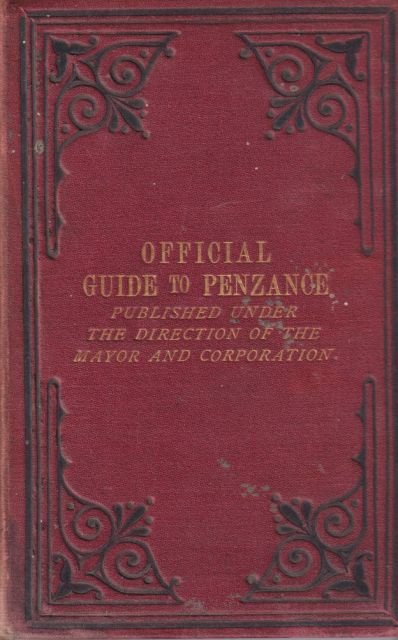 OFFICIAL
GUIDE TO PENZANCE
PUBLISHED UNDER
THE DIRECTION OF THE
MAYOR AND CORPORATION.